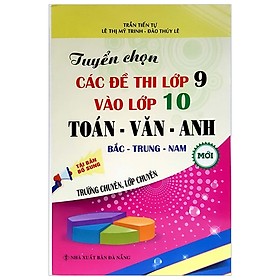 TRẦN TIẾN TỰ
LÊ THỊ MỸ TRINH - ĐÀO THÚY LÊ
Tuyển chọn
CÁC ĐỀ THI LỚP 9
VÀO LỚP 10
TOÁN - VĂN - ANH
BẮC - TRUNG - NAM
MỚI
TÁI BẢN
BỔ SUNG
TRƯỜNG CHUYÊN, LỚP CHUYÊN
NHÀ XUẤT BẢN ĐÀ NẴNG